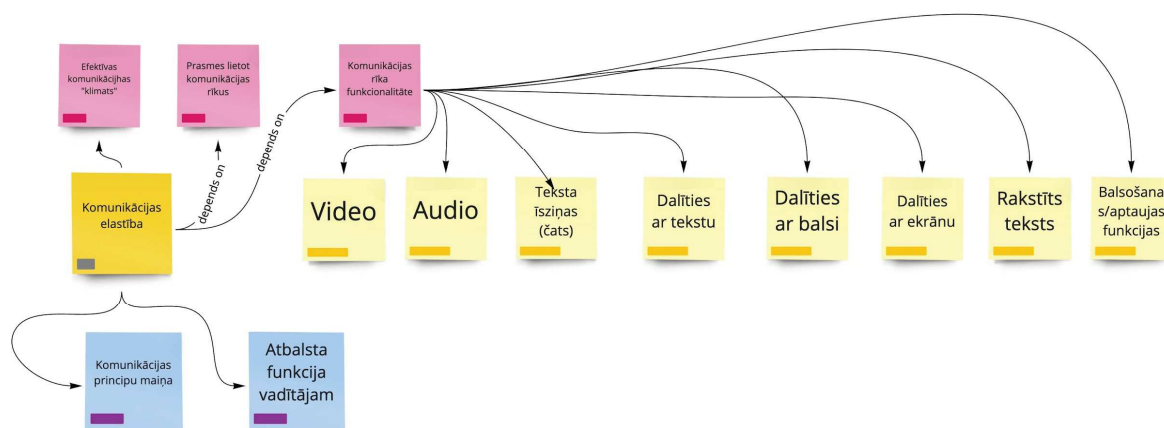 Efektīvas
komunikācijhas
"klimats"
Prasmes lietot
komunikācijas
rīkus
Komunikācijas
rīka
funkcionalitāte
depends on
depends on
Komunikācijas
elastība
Video
Audio
Teksta
īsziņas
(čats)
Dalīties
ar tekstu
Dalīties
ar balsi
Dalīties
ar ekrānu
Rakstīts
teksts
Balsošana
s/aptaujas
funkcijas
Komunikācijas
principu maiņa
Atbalsta
funkcija
vadītājam